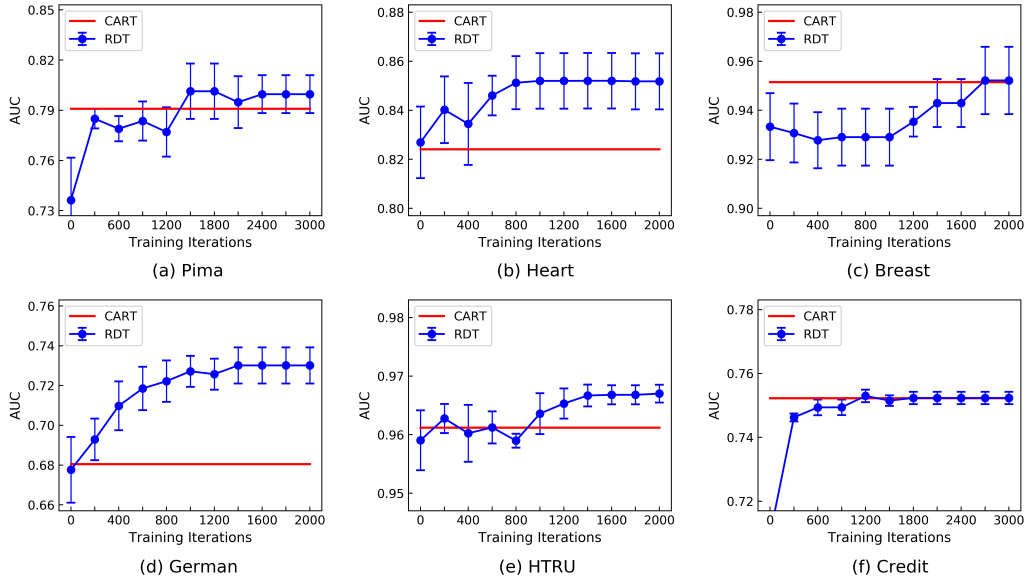 0.85
0.82
0.79
0.76
0.73
AUC
CART
RDT
0 600 1200 1800 2400 3000
Training Iterations
(a) Pima
0.88
0.86
0.84
0.82
0.80
AUC
CART
RDT
0 400 800 1200 1600 2000
Training Iterations
(b) Heart
0.98
0.96
0.94
0.92
0.90
AUC
CART
RDT
0 400 800 1200 1600 2000
Training Iterations
(c) Breast
0.76
0.74
0.72
0.70
0.68
0.66
AUC
CART
RDT
0 400 800 1200 1600 2000
Training Iterations
(d) German
0.98
0.97
0.96
0.95
AUC
CART
RDT
0 400 800 1200 1600 2000
Training Iterations
(e) HTRU
0.78
0.76
0.74
0.72
AUC
CART
RDT
0 600 1200 1800 2400 3000
Training Iterations
(f) Credit